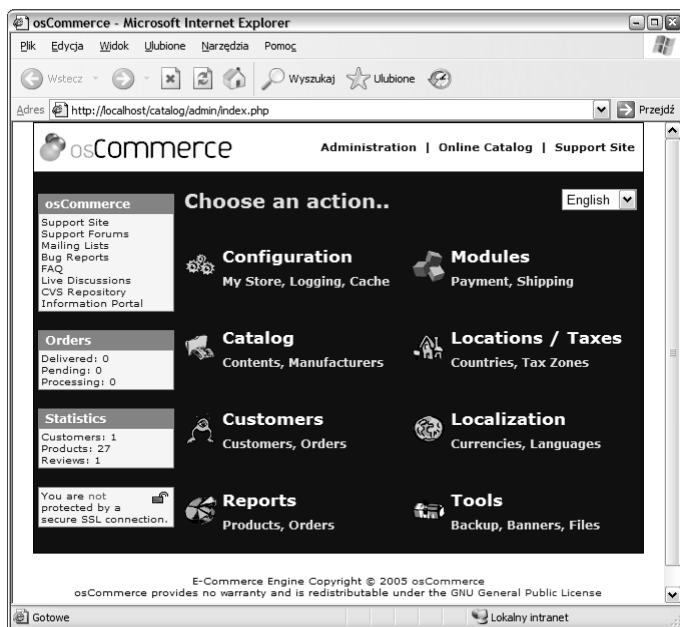 osCommerce - Microsoft Internet Explorer
Plik Edycja Widok Ulubione Narzędzia Pomoc
Wstecz Wyszukaj Ulubione
Adres http://localhost/catalog/admin/index.php Przejdź
osCommerce
Administration | Online Catalog | Support Site
osCommerce
Support Site
Support Forums
Mailing Lists
Bug Reports
FAQ
Live Discussions
CVS Repository
Information Portal
Orders
Delivered: 0
Pending: 0
Processing: 0
Statistics
Customers: 1
Products: 27
Reviews: 1
You are not
protected by a
secure SSL connection.
Choose an action..
English
Configuration
My Store, Logging, Cache
Modules
Payment, Shipping
Catalog
Contents, Manufacturers
Locations / Taxes
Countries, Tax Zones
Customers
Customers, Orders
Localization
Currencies, Languages
Reports
Products, Orders
Tools
Backup, Banners, Files
E-Commerce Engine Copyright © 2005 osCommerce
osCommerce provides no warranty and is redistributable under the GNU General Public License
Gotowe
Lokalny intranet